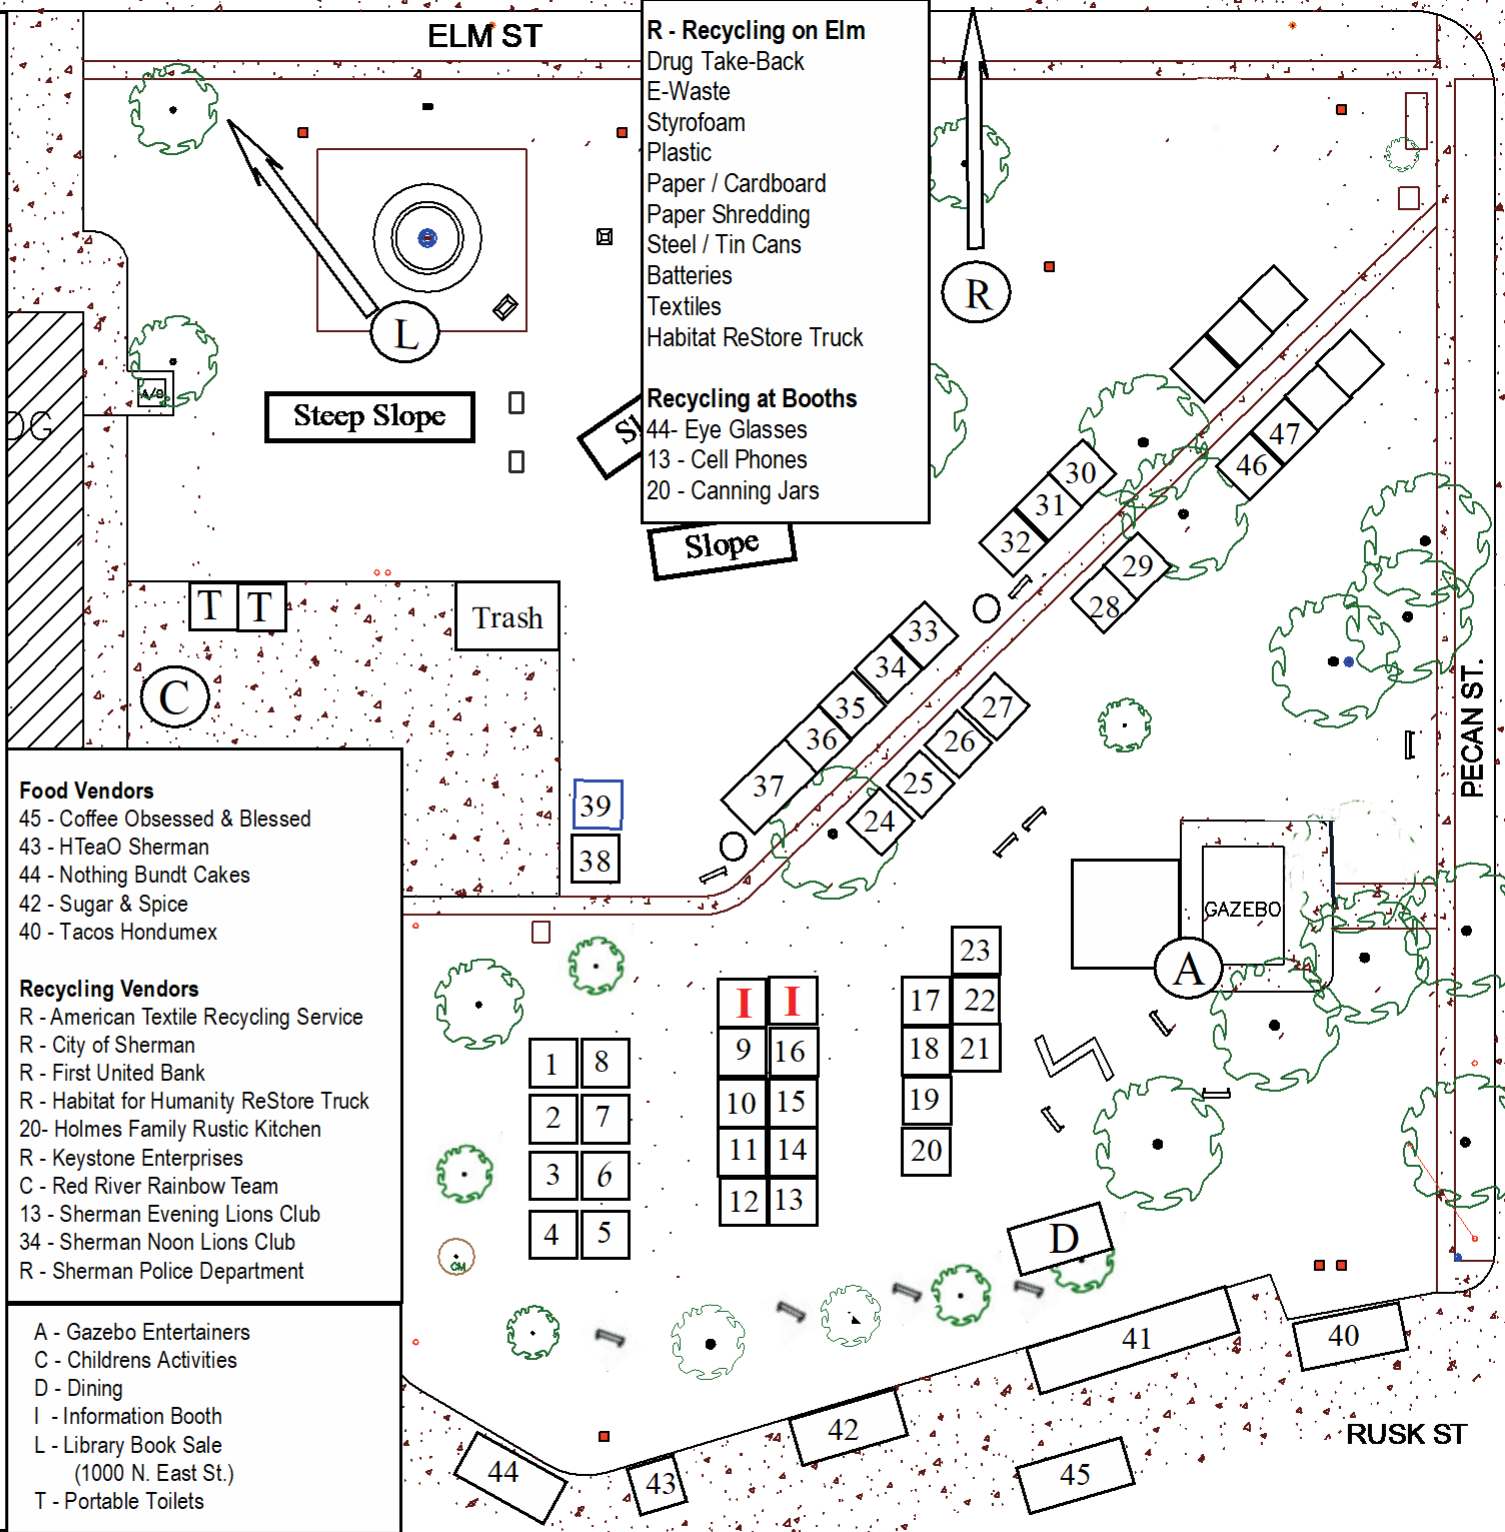 ELM ST
R - Recycling on Elm
Drug Take-Back
E-Waste
Styrofoam
Plastic
Paper / Cardboard
Paper Shredding
Steel / Tin Cans
Batteries
Textiles
Habitat ReStore Truck
Recycling at Booths
44- Eye Glasses
13 - Cell Phones
20 - Canning Jars
R
L
A/C
Steep Slope
Slope
30
31
32
47
46
29
28
T T
Trash
C
33
34
35
36
37
27
26
25
24
39
38
PECAN ST.
GAZEBO
A
Food Vendors
45 - Coffee Obsessed & Blessed
43 - HTeaO Sherman
44 - Nothing Bundt Cakes
42 - Sugar & Spice
40 - Tacos Hondumex
Recycling Vendors
R - American Textile Recycling Service
R - City of Sherman
R - First United Bank
R - Habitat for Humanity ReStore Truck
20- Holmes Family Rustic Kitchen
R - Keystone Enterprises
C - Red River Rainbow Team
13 - Sherman Evening Lions Club
34 - Sherman Noon Lions Club
R - Sherman Police Department
A - Gazebo Entertainers
C - Childrens Activities
D - Dining
I - Information Booth
L - Library Book Sale
(1000 N. East St.)
T - Portable Toilets
1 8
2 7
3 6
4 5
CM
I I
9 16
10 15
11 14
12 13
23
17 22
18 21
19
20
D
41
40
42
43
44
45
RUSK ST